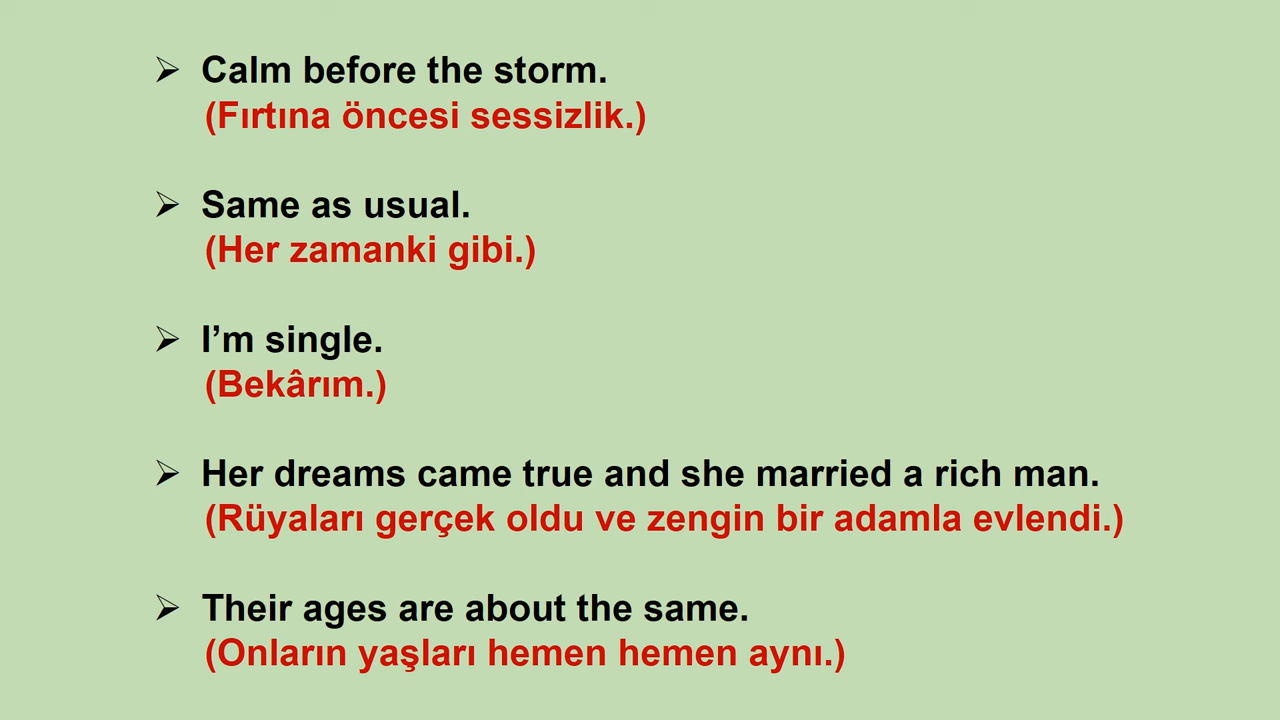 ➢ Calm before the storm.
(Fırtına öncesi sessizlik.)
➢ Same as usual.
(Her zamanki gibi.)
➢ I’m single.
(Bekârım.)
➢ Her dreams came true and she married a rich man.
(Rüyaları gerçek oldu ve zengin bir adamla evlendi.)
➢ Their ages are about the same.
(Onların yaşları hemen hemen aynı.)